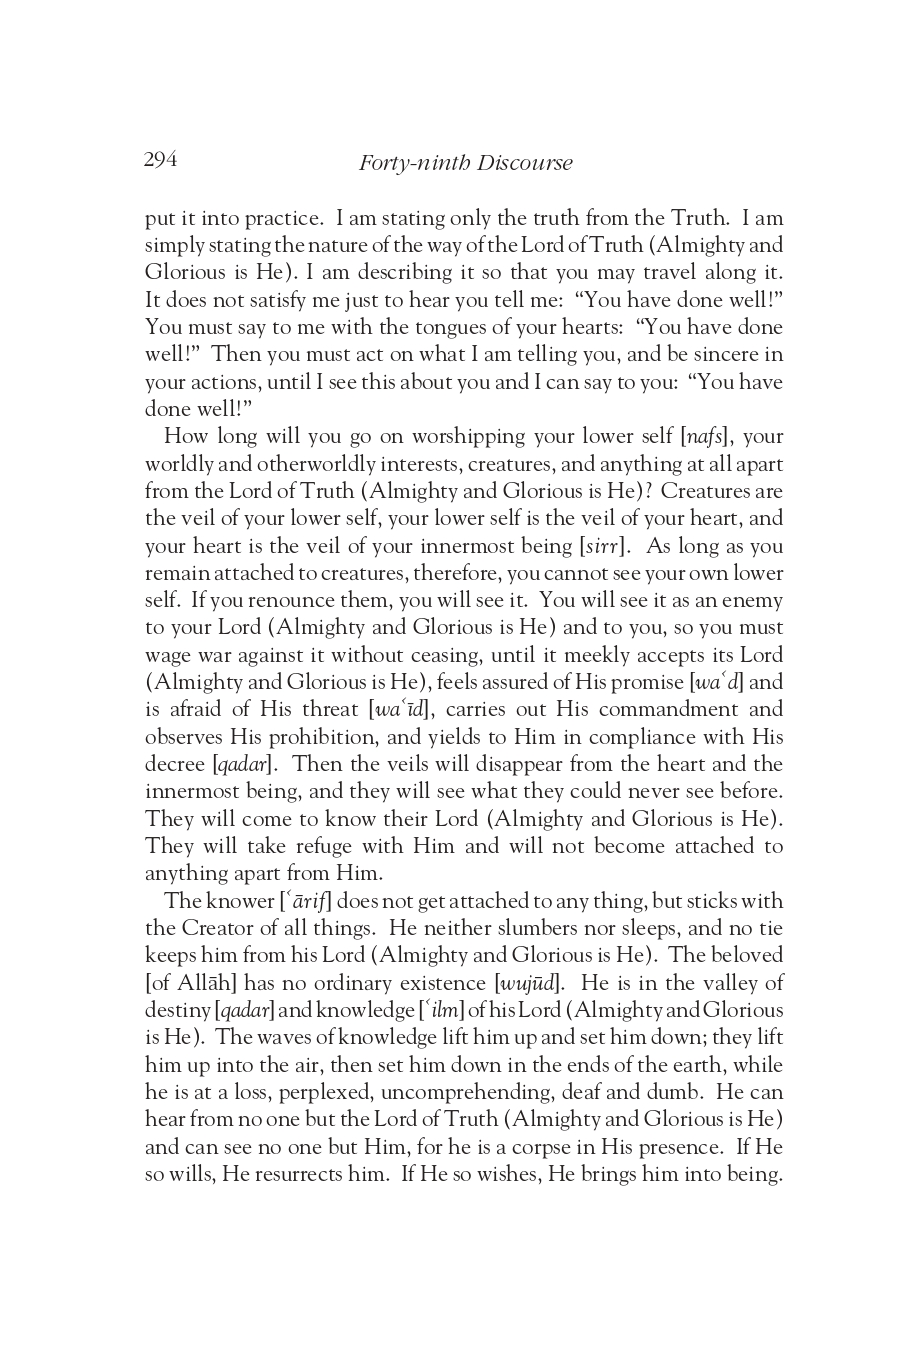 294
Forty-ninth Discourse
put it into practice. I am stating only the truth from the Truth. I am
simply stating the nature of the way of the Lord of Truth (Almighty and
Glorious is He). I am describing it so that you may travel along it.
It does not satisfy me just to hear you tell me: “You have done well!”
You must say to me with the tongues of your hearts: “You have done
well!” Then you must act on what I am telling you, and be sincere in
your actions, until I see this about you and I can say to you: “You have
done well!”
How long will you go on worshipping your lower self [nafs], your
worldly and otherworldly interests, creatures, and anything at all apart
from the Lord of Truth (Almighty and Glorious is He)? Creatures are
the veil of your lower self, your lower self is the veil of your heart, and
your heart is the veil of your innermost being [sirr]. As long as you
remain attached to creatures, therefore, you cannot see your own lower
self. If you renounce them, you will see it. You will see it as an enemy
to your Lord (Almighty and Glorious is He) and to you, so you must
wage war against it without ceasing, until it meekly accepts its Lord
(Almighty and Glorious is He), feels assured of His promise [waʿd] and
is afraid of His threat [waʿīd], carries out His commandment and
observes His prohibition, and yields to Him in compliance with His
decree [qadar]. Then the veils will disappear from the heart and the
innermost being, and they will see what they could never see before.
They will come to know their Lord (Almighty and Glorious is He).
They will take refuge with Him and will not become attached to
anything apart from Him.
The knower [ʿārif] does not get attached to any thing, but sticks with
the Creator of all things. He neither slumbers nor sleeps, and no tie
keeps him from his Lord (Almighty and Glorious is He). The beloved
[of Allāh] has no ordinary existence [wujūd]. He is in the valley of
destiny [qadar] and knowledge [ʿilm] of his Lord (Almighty and Glorious
is He). The waves of knowledge lift him up and set him down; they lift
him up into the air, then set him down in the ends of the earth, while
he is at a loss, perplexed, uncomprehending, deaf and dumb. He can
hear from no one but the Lord of Truth (Almighty and Glorious is He)
and can see no one but Him, for he is a corpse in His presence. If He
so wills, He resurrects him. If He so wishes, He brings him into being.